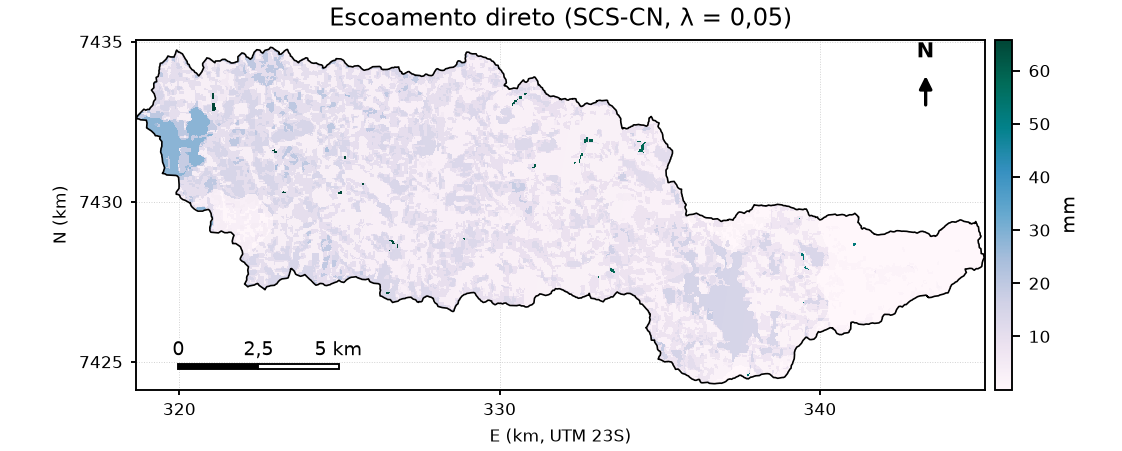 Escoamento direto (SCS-CN, λ = 0,05)
7435
7430
7425
N (km)
N
0 2,5 5 km
320 330 340
E (km, UTM 23S)
60
50
40
30
20
10
mm